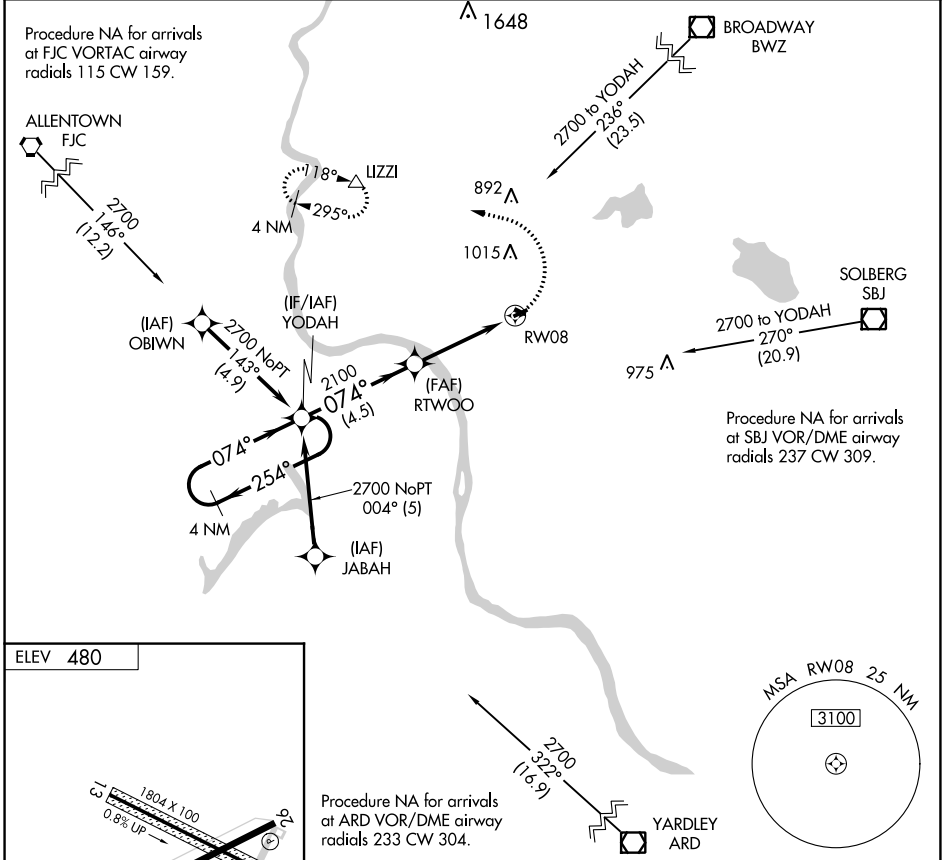 Procedure NA for arrivals
at FJC VORTAC airway
radials 115 CW 159.
1648
BROADWAY
BWZ
2700 to YODAH
236°
(23.5)
ALLENTOWN
FJC
2700
146°
(12.2)
118°
LIZZI
295°
4 NM
892
1015
SOLBERG
SBJ
2700 to YODAH
270°
(20.9)
975
(IF/IAF)
YODAH
(IAF)
OBIWN
2700 NoPT
143°
(4.9)
RW08
2100
074°
(4.5)
(FAF)
RTWOO
Procedure NA for arrivals
at SBJ VOR/DME airway
radials 237 CW 309.
074°
254°
4 NM
2700 NoPT
004° (5)
(IAF)
JABAH
ELEV 480
MSA RW08 25 NM
3100
2700
322°
(16.9)
13
1804 X 100
0.8% UP
26
P
Procedure NA for arrivals
at ARD VOR/DME airway
radials 233 CW 304.
YARDLEY
ARD